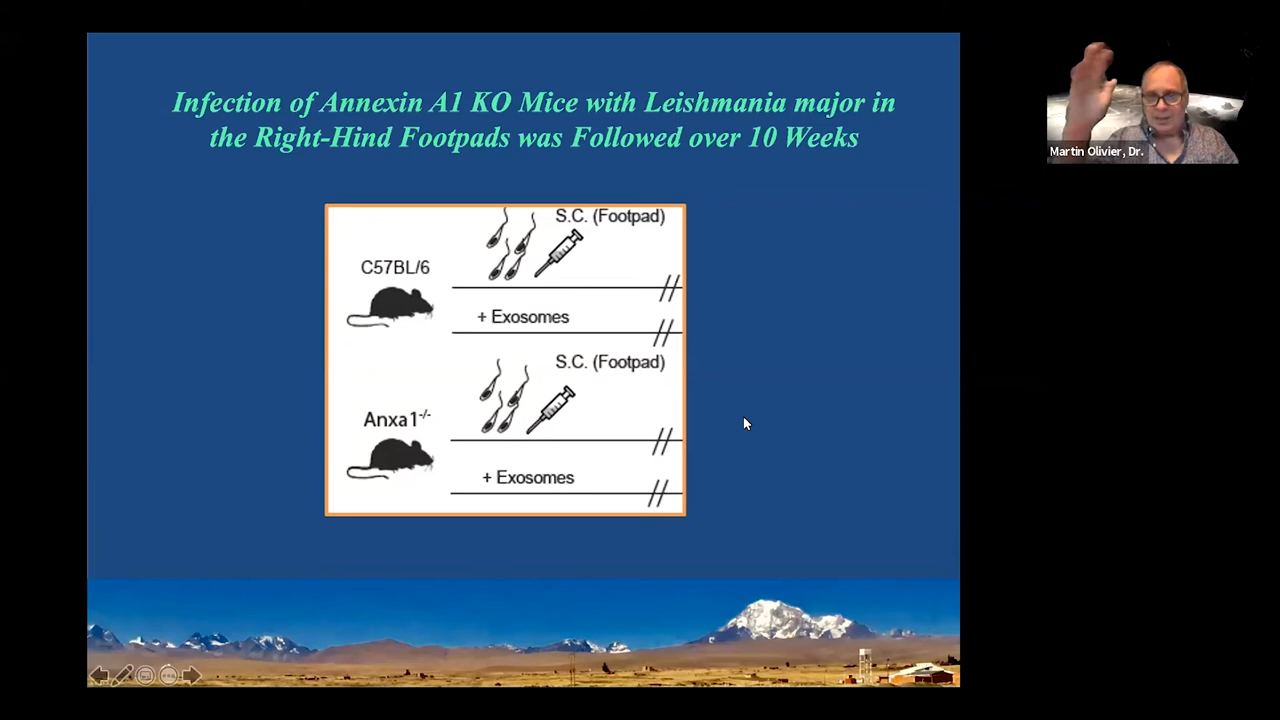 Infection of Annexin A1 KO Mice with Leishmania major in
the Right-Hind Footpads was Followed over 10 Weeks
Martin Olivier, Dr.
S.C. (Footpad)
C57BL/6
+ Exosomes
S.C. (Footpad)
Anxa1-/-
+ Exosomes